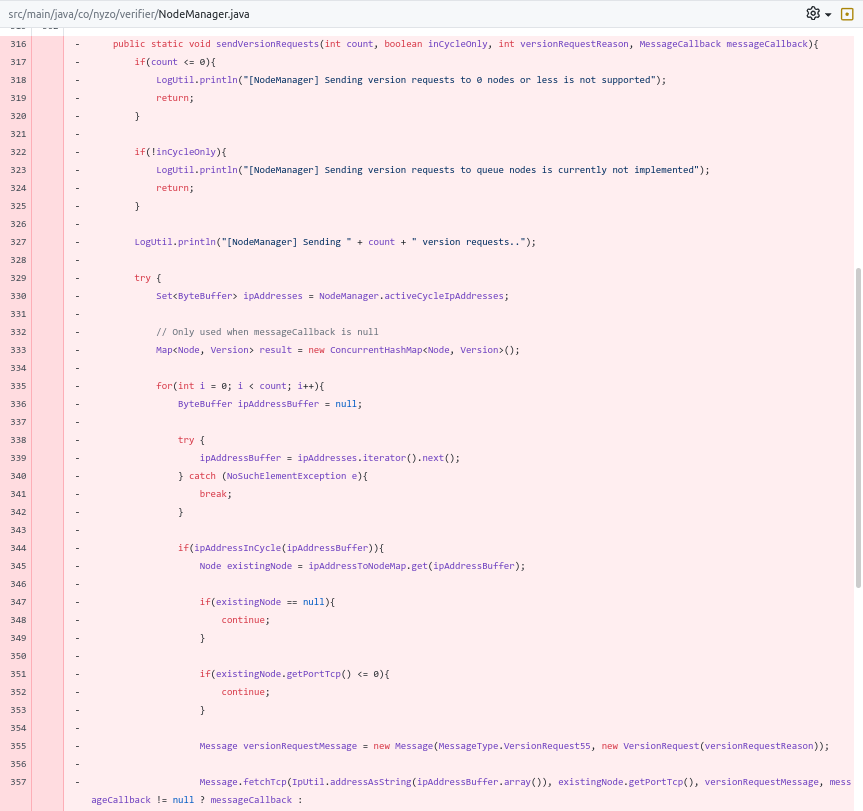 src/main/java/co/nyzo/verifier/NodeManager.java
316 - public static void sendVersionRequests(int count, boolean inCycleOnly, int versionRequestReason, MessageCallback messageCallback){
317 - if(count <= 0){
318 - LogUtil.println("[NodeManager] Sending version requests to 0 nodes or less is not supported");
319 - return;
320 - }
321 -
322 - if(!inCycleOnly){
323 - LogUtil.println("[NodeManager] Sending version requests to queue nodes is currently not implemented");
324 - return;
325 - }
326 -
327 - LogUtil.println("[NodeManager] Sending " + count + " version requests..");
328 -
329 - try {
330 - Set<ByteBuffer> ipAddresses = NodeManager.activeCycleIpAddresses;
331 -
332 - // Only used when messageCallback is null
333 - Map<Node, Version> result = new ConcurrentHashMap<Node, Version>();
334 -
335 - for(int i = 0; i < count; i++){
336 - ByteBuffer ipAddressBuffer = null;
337 -
338 - try {
339 - ipAddressBuffer = ipAddresses.iterator().next();
340 - } catch (NoSuchElementException e){
341 - break;
342 - }
343 -
344 - if(ipAddressInCycle(ipAddressBuffer)){
345 - Node existingNode = ipAddressToNodeMap.get(ipAddressBuffer);
346 -
347 - if(existingNode == null){
348 - continue;
349 - }
350 -
351 - if(existingNode.getPortTcp() <= 0){
352 - continue;
353 - }
354 -
355 - Message versionRequestMessage = new Message(MessageType.VersionRequest55, new VersionRequest(versionRequestReason));
356 -
357 - Message.fetchTcp(IpUtil.addressAsString(ipAddressBuffer.array()), existingNode.getPortTcp(), versionRequestMessage, mess
ageCallback != null ? messageCallback :